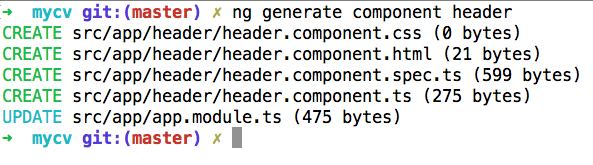 ➜ mycv git:(master) ✗ ng generate component header
CREATE src/app/header/header.component.css (0 bytes)
CREATE src/app/header/header.component.html (21 bytes)
CREATE src/app/header/header.component.spec.ts (599 bytes)
CREATE src/app/header/header.component.ts (275 bytes)
UPDATE src/app/app.module.ts (475 bytes)
➜ mycv git:(master) ✗